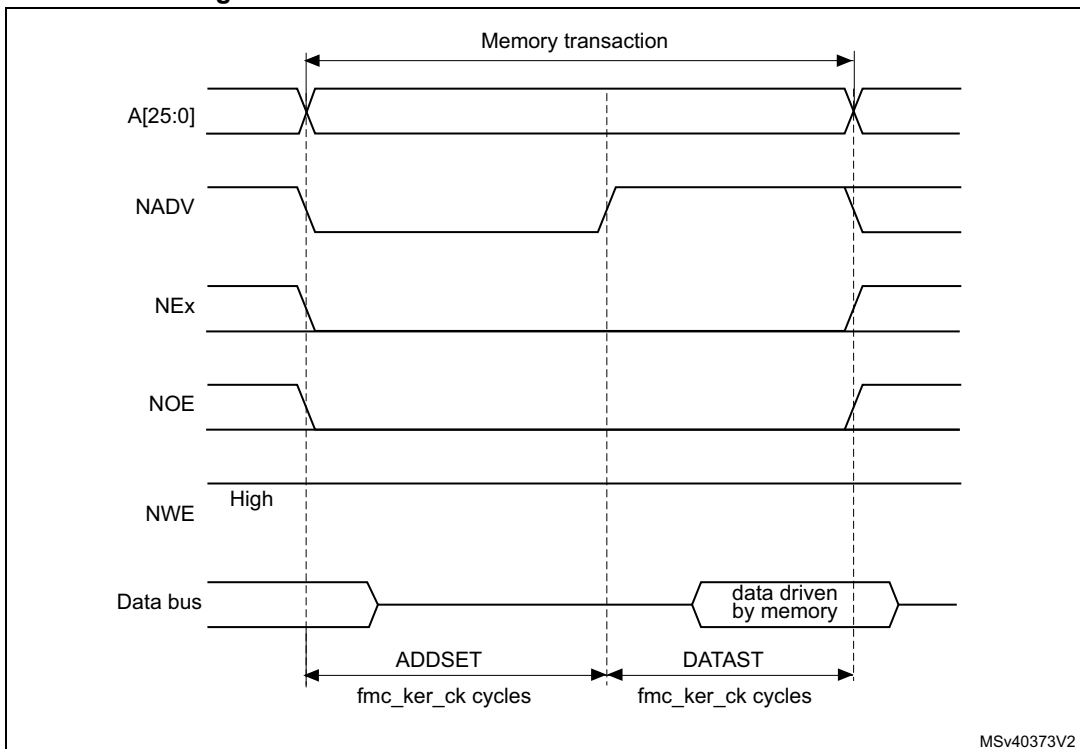 Memory transaction
A[25:0]
NADV
NEx
NOE
High
NWE
Data bus
data driven
by memory
ADDSET
DATAST
fmc_ker_ck cycles
fmc_ker_ck cycles
MSv40373V2